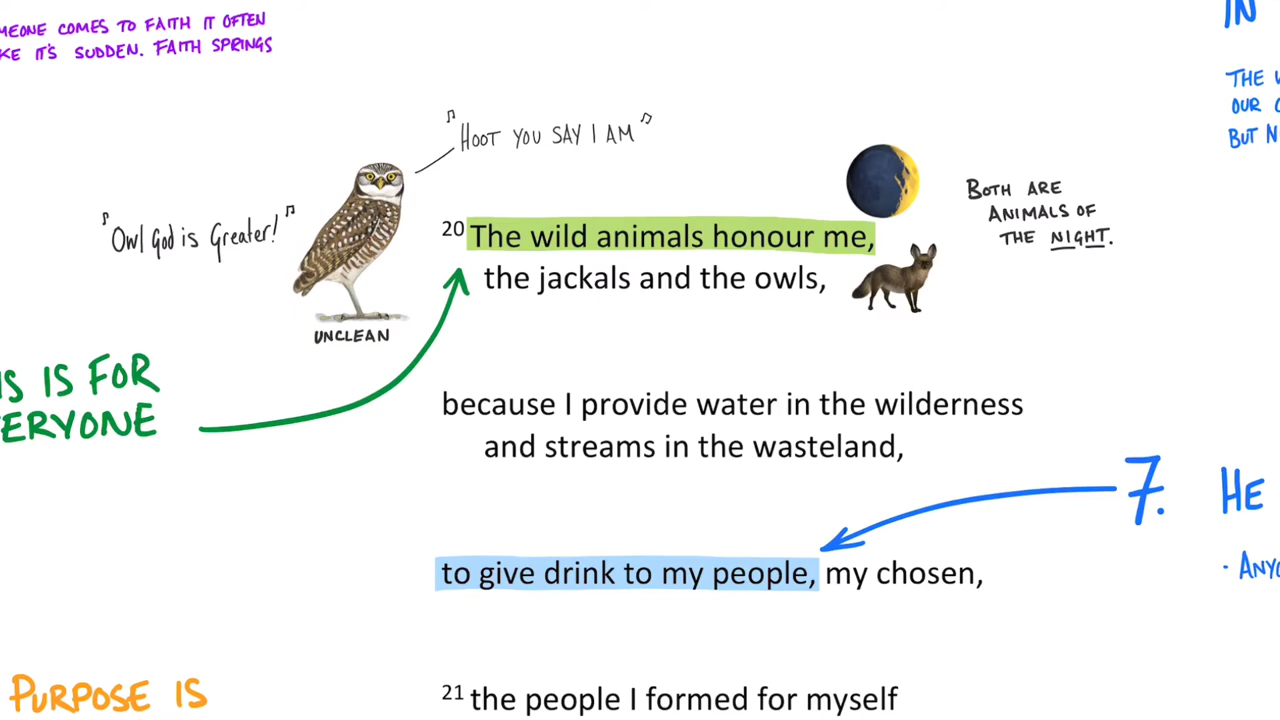 MEONE COMES TO FAITH IT OFTEN
KE IT'S SUDDEN. FAITH SPRINGS
IN
THE
OUR
BUT
"HOOT YOU SAY I AM"
"Owl God is Greater!"
UNCLEAN
BOTH ARE
ANIMALS OF
THE NIGHT.
20 The wild animals honour me,
the jackals and the owls,
IS IS FOR
ERYONE
because I provide water in the wilderness
and streams in the wasteland,
7. HE
to give drink to my people, my chosen,
PURPOSE IS
21 the people I formed for myself